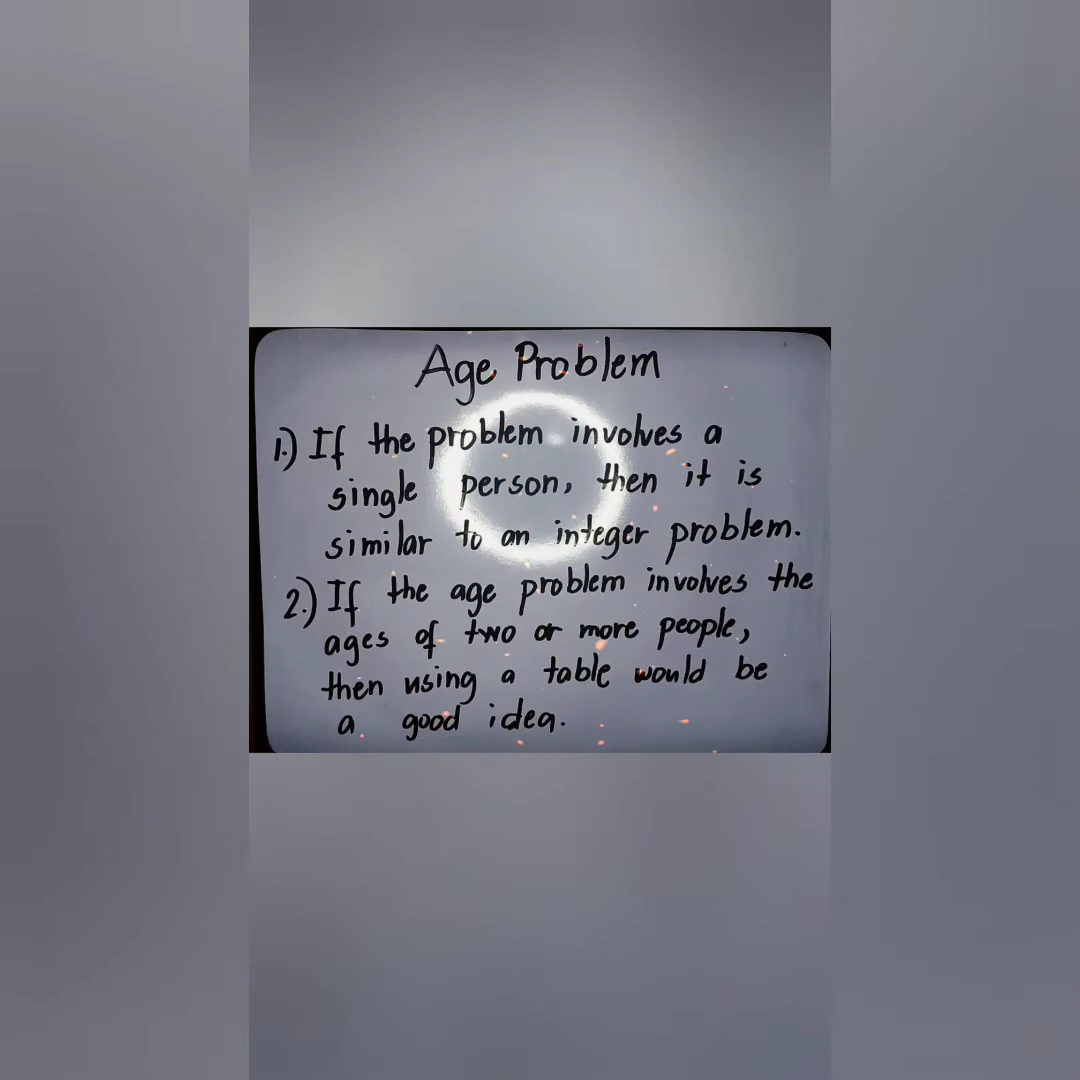 Age Problem
1.) If the problem involves a
single person, then it is
similar to an integer problem.
2.) If the age problem involves the
ages of two or more people,
then using a table would be
a good idea.